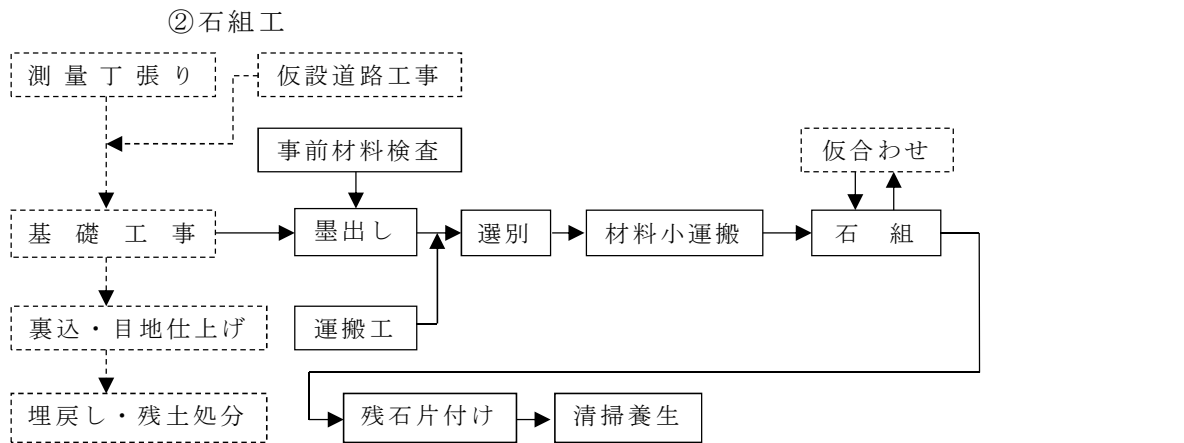 ②石組工
測量丁張り
仮設道路工事
事前材料検査
仮合わせ
基礎工事
墨出し
選別
材料小運搬
石組
裏込・目地仕上げ
運搬工
埋戻し・残土処分
残石片付け
清掃養生